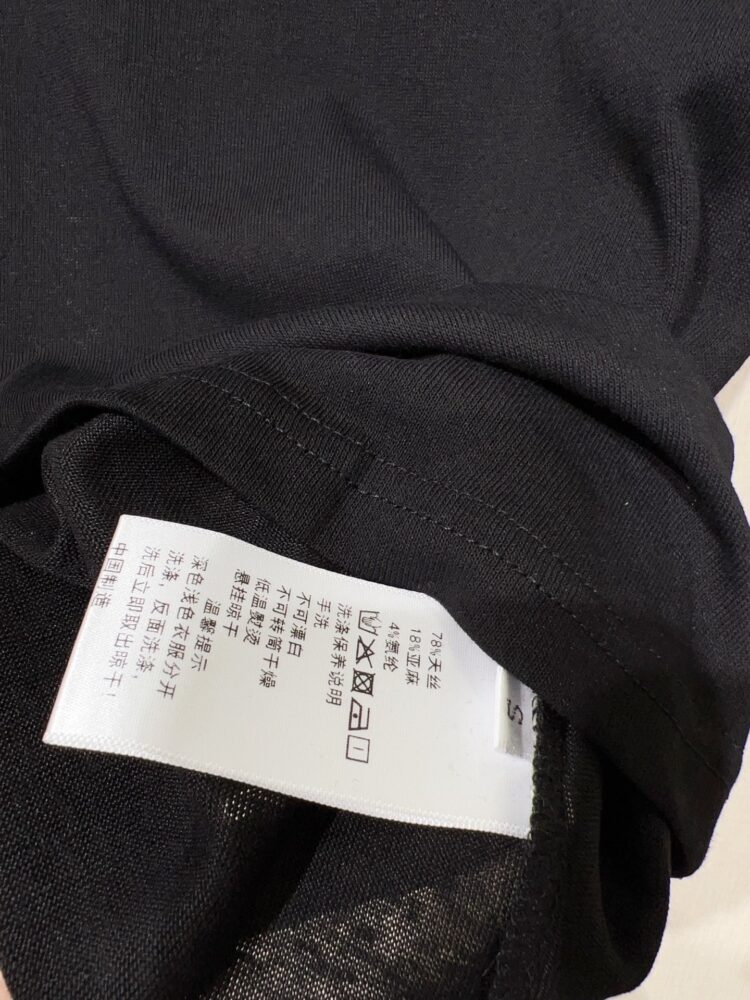 78%天丝
18%亚麻
4%氨纶
洗涤保养说明
手洗
不可漂白
不可转筒干燥
低温熨烫
悬挂晾干
温馨提示
深色浅色衣服分开
洗涤，反面洗涤，
洗后立即取出晾干！
中国制造
S